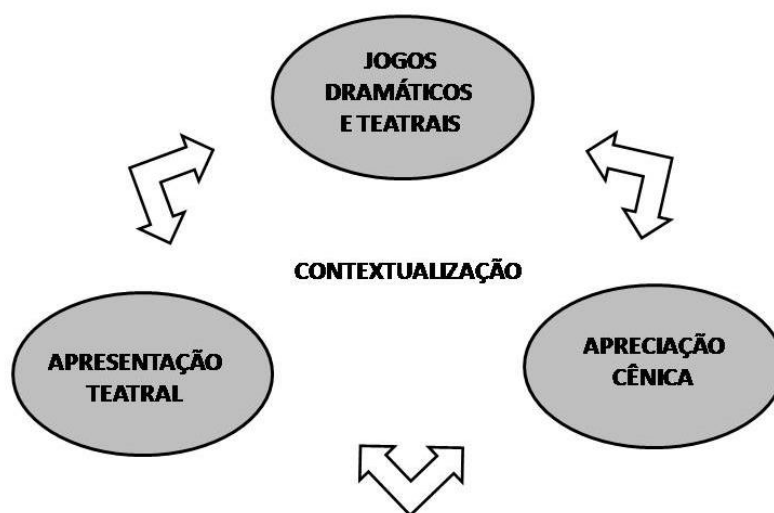 JOGOS
DRAMÁTICOS
E TEATRAIS
CONTEXTUALIZAÇÃO
APRESENTAÇÃO
TEATRAL
APRECIAÇÃO
CÊNICA